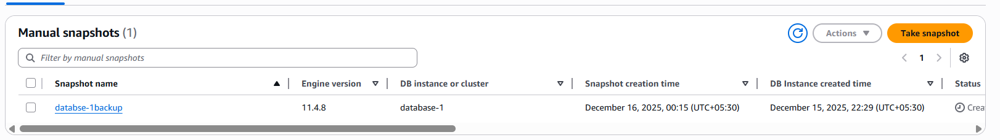 Manual snapshots (1)
Actions
Take snapshot
Filter by manual snapshots
1
Snapshot name Engine version DB instance or cluster Snapshot creation time DB Instance created time Status
databse-1backup 11.4.8 database-1 December 16, 2025, 00:15 (UTC+05:30) December 15, 2025, 22:29 (UTC+05:30) Crea